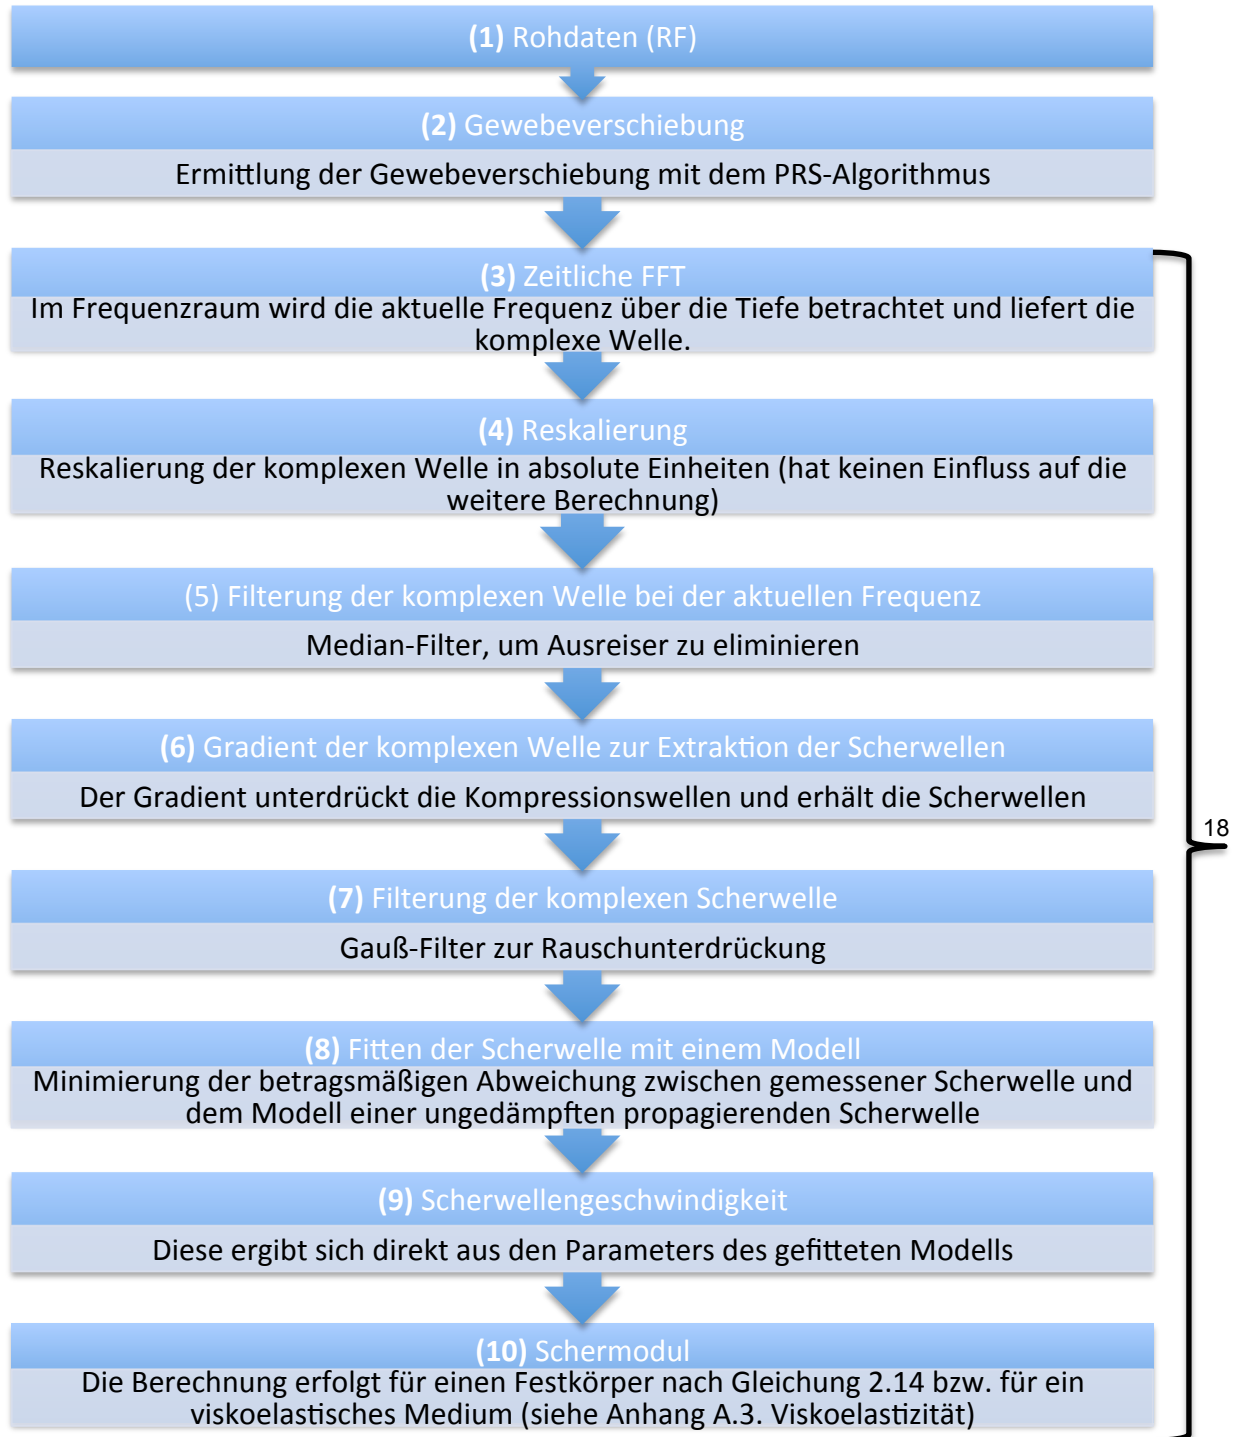 (1) Rohdaten (RF)
(2) Gewebeverschiebung
Ermittlung der Gewebeverschiebung mit dem PRS-Algorithmus
(3) Zeitliche FFT
Im Frequenzraum wird die aktuelle Frequenz über die Tiefe betrachtet und liefert die
komplexe Welle.
(4) Reskalierung
Reskalierung der komplexen Welle in absolute Einheiten (hat keinen Einfluss auf die
weitere Berechnung)
(5) Filterung der komplexen Welle bei der aktuellen Frequenz
Median-Filter, um Ausreiser zu eliminieren
(6) Gradient der komplexen Welle zur Extraktion der Scherwellen
Der Gradient unterdrückt die Kompressionswellen und erhält die Scherwellen
18
(7) Filterung der komplexen Scherwelle
Gauß-Filter zur Rauschunterdrückung
(8) Fitten der Scherwelle mit einem Modell
Minimierung der betragsmäßigen Abweichung zwischen gemessener Scherwelle und
dem Modell einer ungedämpften propagierenden Scherwelle
(9) Scherwellengeschwindigkeit
Diese ergibt sich direkt aus den Parameters des gefitteten Modells
(10) Schermodul
Die Berechnung erfolgt für einen Festkörper nach Gleichung 2.14 bzw. für ein
viskoelastisches Medium (siehe Anhang A.3. Viskoelastizität)